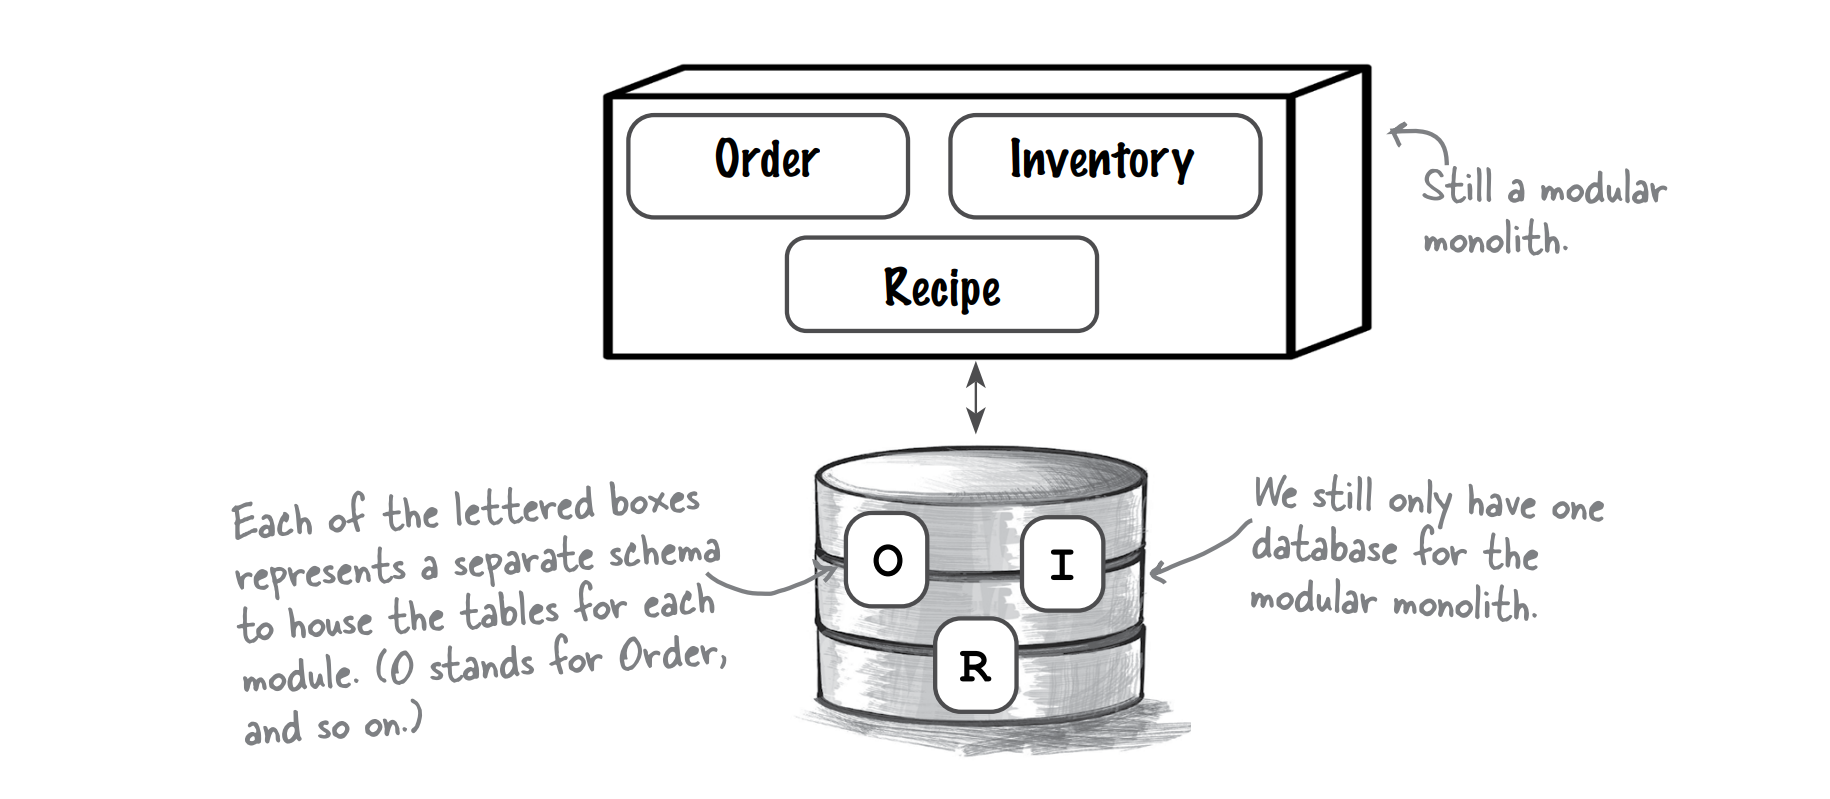 Order
Inventory
Recipe
Still a modular
monolith.
Each of the lettered boxes
represents a separate schema
to house the tables for each
module. (O stands for Order,
and so on.)
O
I
R
We still only have one
database for the
modular monolith.